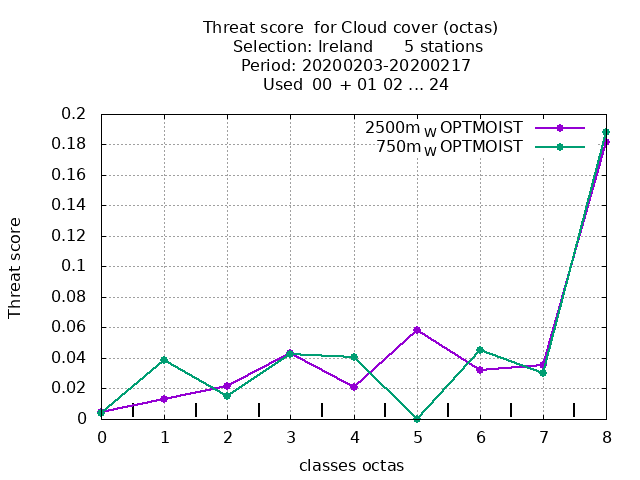 Threat score  for Cloud cover (octas)
Selection: Ireland      5 stations
Period: 20200203-20200217
Used  00 + 01 02 ... 24
2500m W OPTMOIST
750m W OPTMOIST
0.2
0.18
0.16
0.14
0.12
0.1
0.08
0.06
0.04
0.02
0
Threat score
0 1 2 3 4 5 6 7 8
classes octas